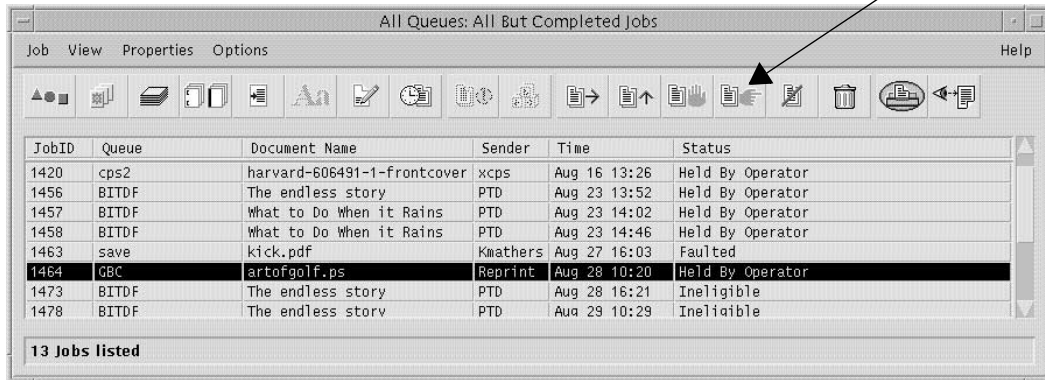 All Queues: All But Completed Jobs
Job View Properties Options Help
Aa
JobID Queue Document Name Sender Time Status
1420 cps2 harvard-606491-1-frontcover xcps Aug 16 13:26 Held By Operator
1456 BITDF The endless story PTD Aug 23 13:52 Held By Operator
1457 BITDF What to Do When it Rains PTD Aug 23 14:02 Held By Operator
1458 BITDF What to Do When it Rains PTD Aug 23 14:46 Held By Operator
1463 save kick.pdf Kmathers Aug 27 16:03 Faulted
1464 GBC artofgolf.ps Reprint Aug 28 10:20 Held By Operator
1473 BITDF The endless story PTD Aug 28 16:21 Ineligible
1478 BITDF The endless story PTD Aug 29 10:29 Ineligible
13 Jobs listed